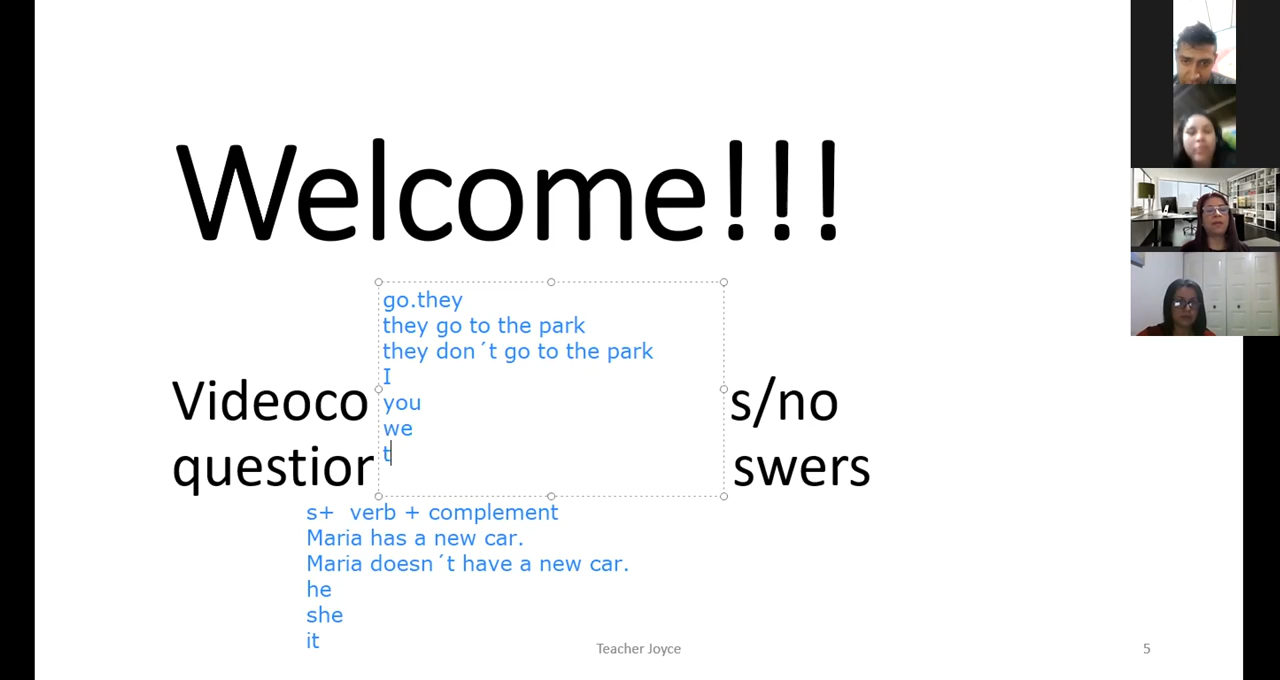 Welcome!!!
go.they
they go to the park
they don´t go to the park
I
you
we
t
Videoco s/no
question swers
s+ verb + complement
Maria has a new car.
Maria doesn´t have a new car.
he
she
it
Teacher Joyce 5